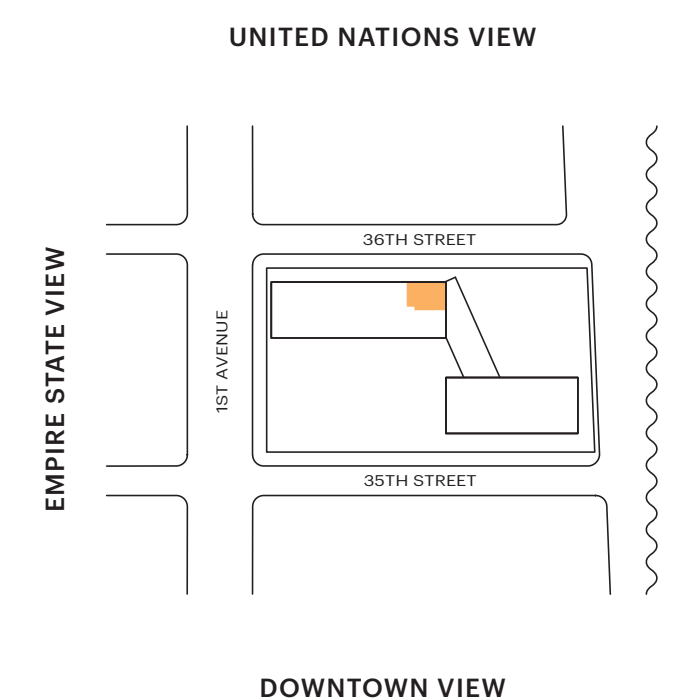 UNITED NATIONS VIEW
36TH STREET
EMPIRE STATE VIEW
1ST AVENUE
35TH STREET
DOWNTOWN VIEW